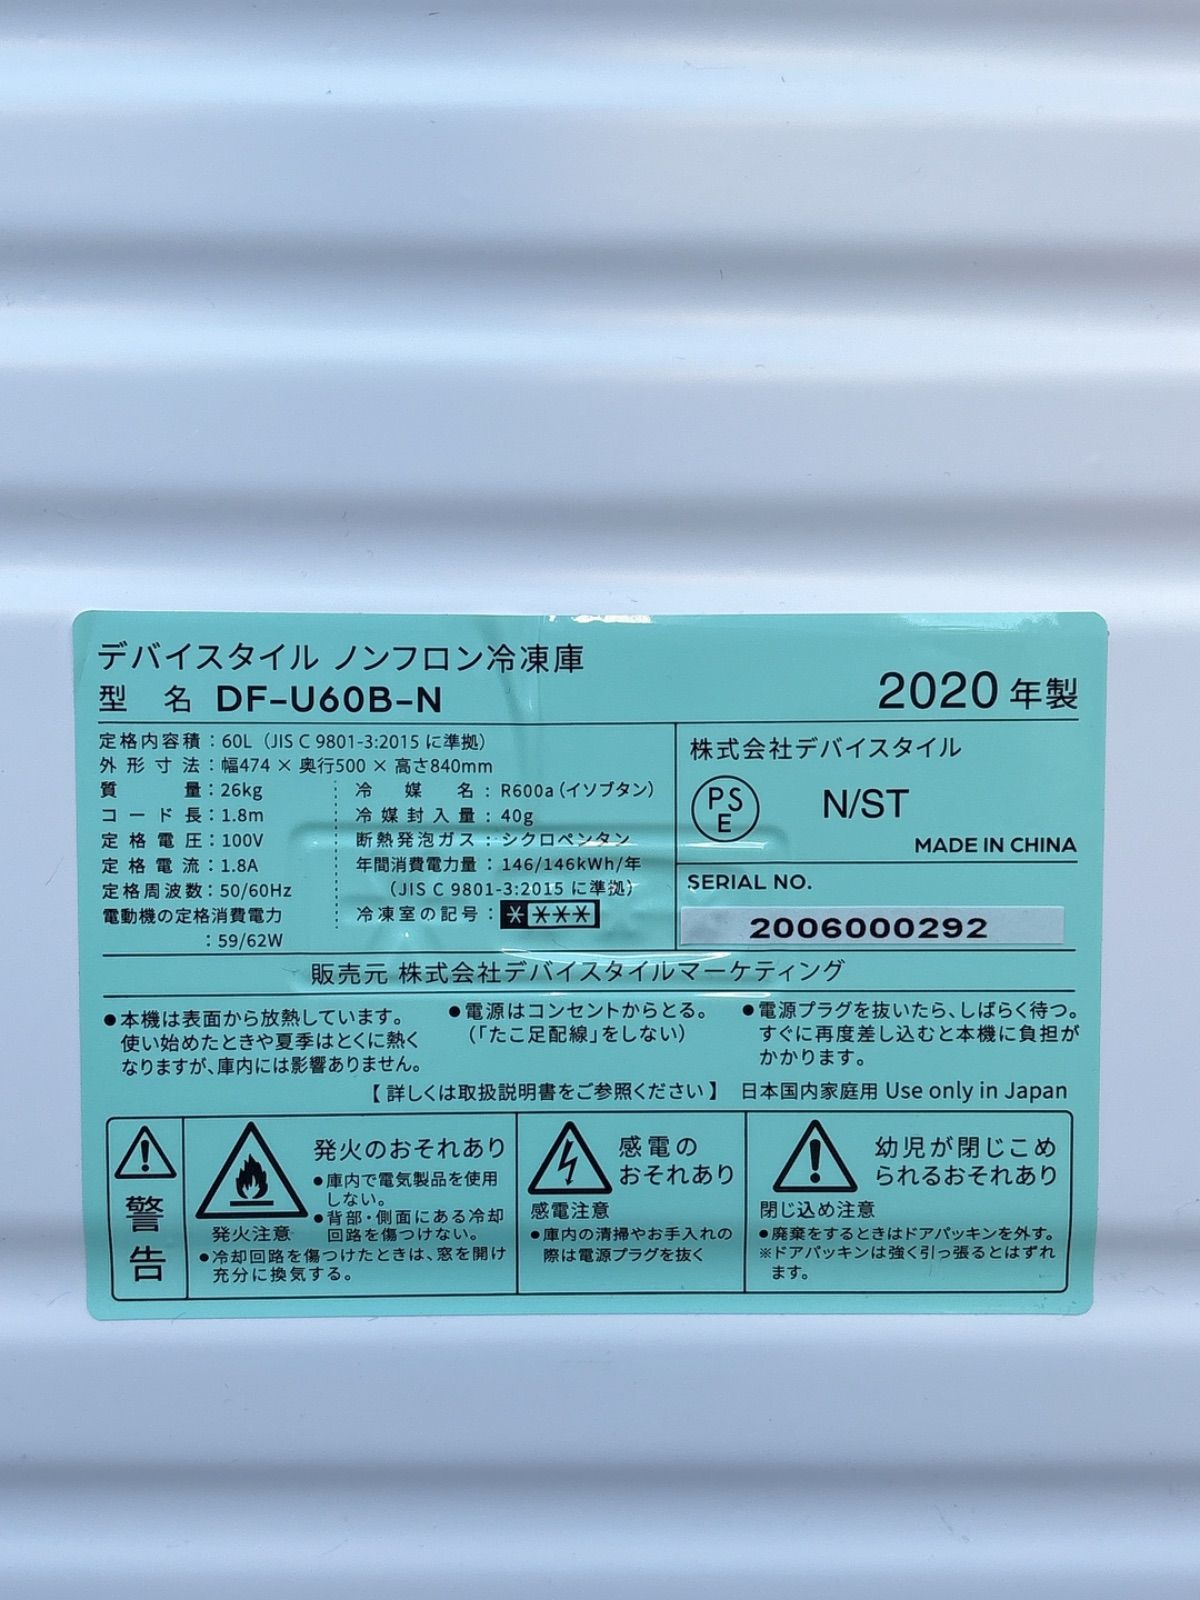 デバイスタイル ノンフロン冷凍庫
型 名 DF-U60B-N
2020年製
定格内容積：60L（JIS C 9801-3:2015 に準拠）
外形寸法：幅474 × 奥行500 × 高さ840mm
質 量：26kg
コード長：1.8m
定格電圧：100V
定格電流：1.8A
定格周波数：50/60Hz
電動機の定格消費電力
：59/62W
冷 媒 名：R600a（イソブタン）
冷媒封入量：40g
断熱発泡ガス：シクロペンタン
年間消費電力量：146/146kWh/年
（JIS C 9801-3:2015 に準拠）
冷凍室の記号：＊＊＊＊
株式会社デバイスタイル
PSE
N/ST
MADE IN CHINA
SERIAL NO.
2006000292
販売元 株式会社デバイスタイルマーケティング
●本機は表面から放熱しています。
使い始めたときや夏季はとくに熱く
なりますが、庫内には影響ありません。
●電源はコンセントからとる。
（「たこ足配線」をしない）
●電源プラグを抜いたら、しばらく待つ。
すぐに再度差し込むと本機に負担が
かかります。
【詳しくは取扱説明書をご参照ください】
日本国内家庭用 Use only in Japan
警告
発火注意
発火のおそれあり
●庫内で電気製品を使用
しない。
●背部・側面にある冷却
回路を傷つけない。
●冷却回路を傷つけたときは、窓を開け
充分に換気する。
感電の
おそれあり
感電注意
●庫内の清掃やお手入れの
際は電源プラグを抜く
幼児が閉じこめ
られるおそれあり
閉じ込め注意
●廃棄をするときはドアパッキンを外す。
※ドアパッキンは強く引っ張るとはずれ
ます。